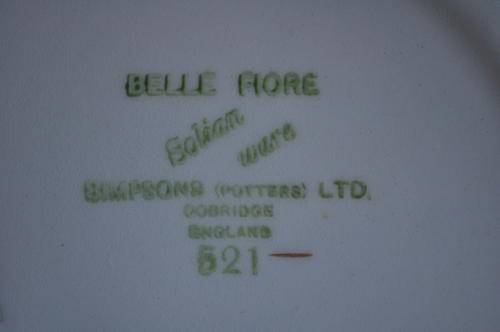 BELLE FIORE
Solian
ware
SIMPSONS (POTTERS) LTD.
COBRIDGE
ENGLAND
521